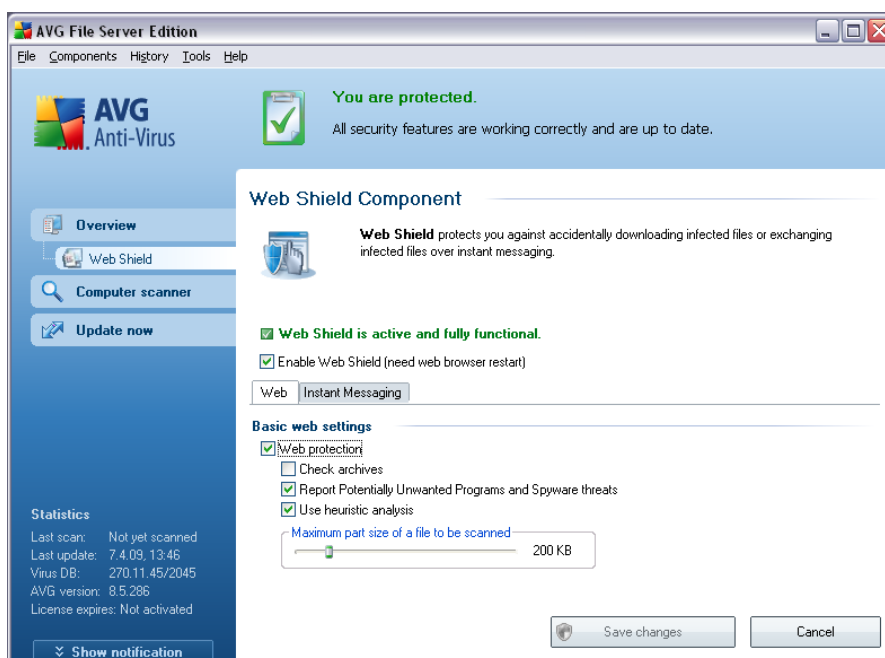 AVG File Server Edition
File Components History Tools Help
AVG
Anti-Virus
You are protected.
All security features are working correctly and are up to date.
Overview
Web Shield
Computer scanner
Update now
Web Shield Component
Web Shield protects you against accidentally downloading infected files or exchanging
infected files over instant messaging.
Web Shield is active and fully functional.
Enable Web Shield (need web browser restart)
Web Instant Messaging
Basic web settings
Web protection
Check archives
Report Potentially Unwanted Programs and Spyware threats
Use heuristic analysis
Maximum part size of a file to be scanned
200 KB
Statistics
Last scan: Not yet scanned
Last update: 7.4.09, 13:46
Virus DB: 270.11.45/2045
AVG version: 8.5.286
License expires: Not activated
Show notification
Save changes Cancel